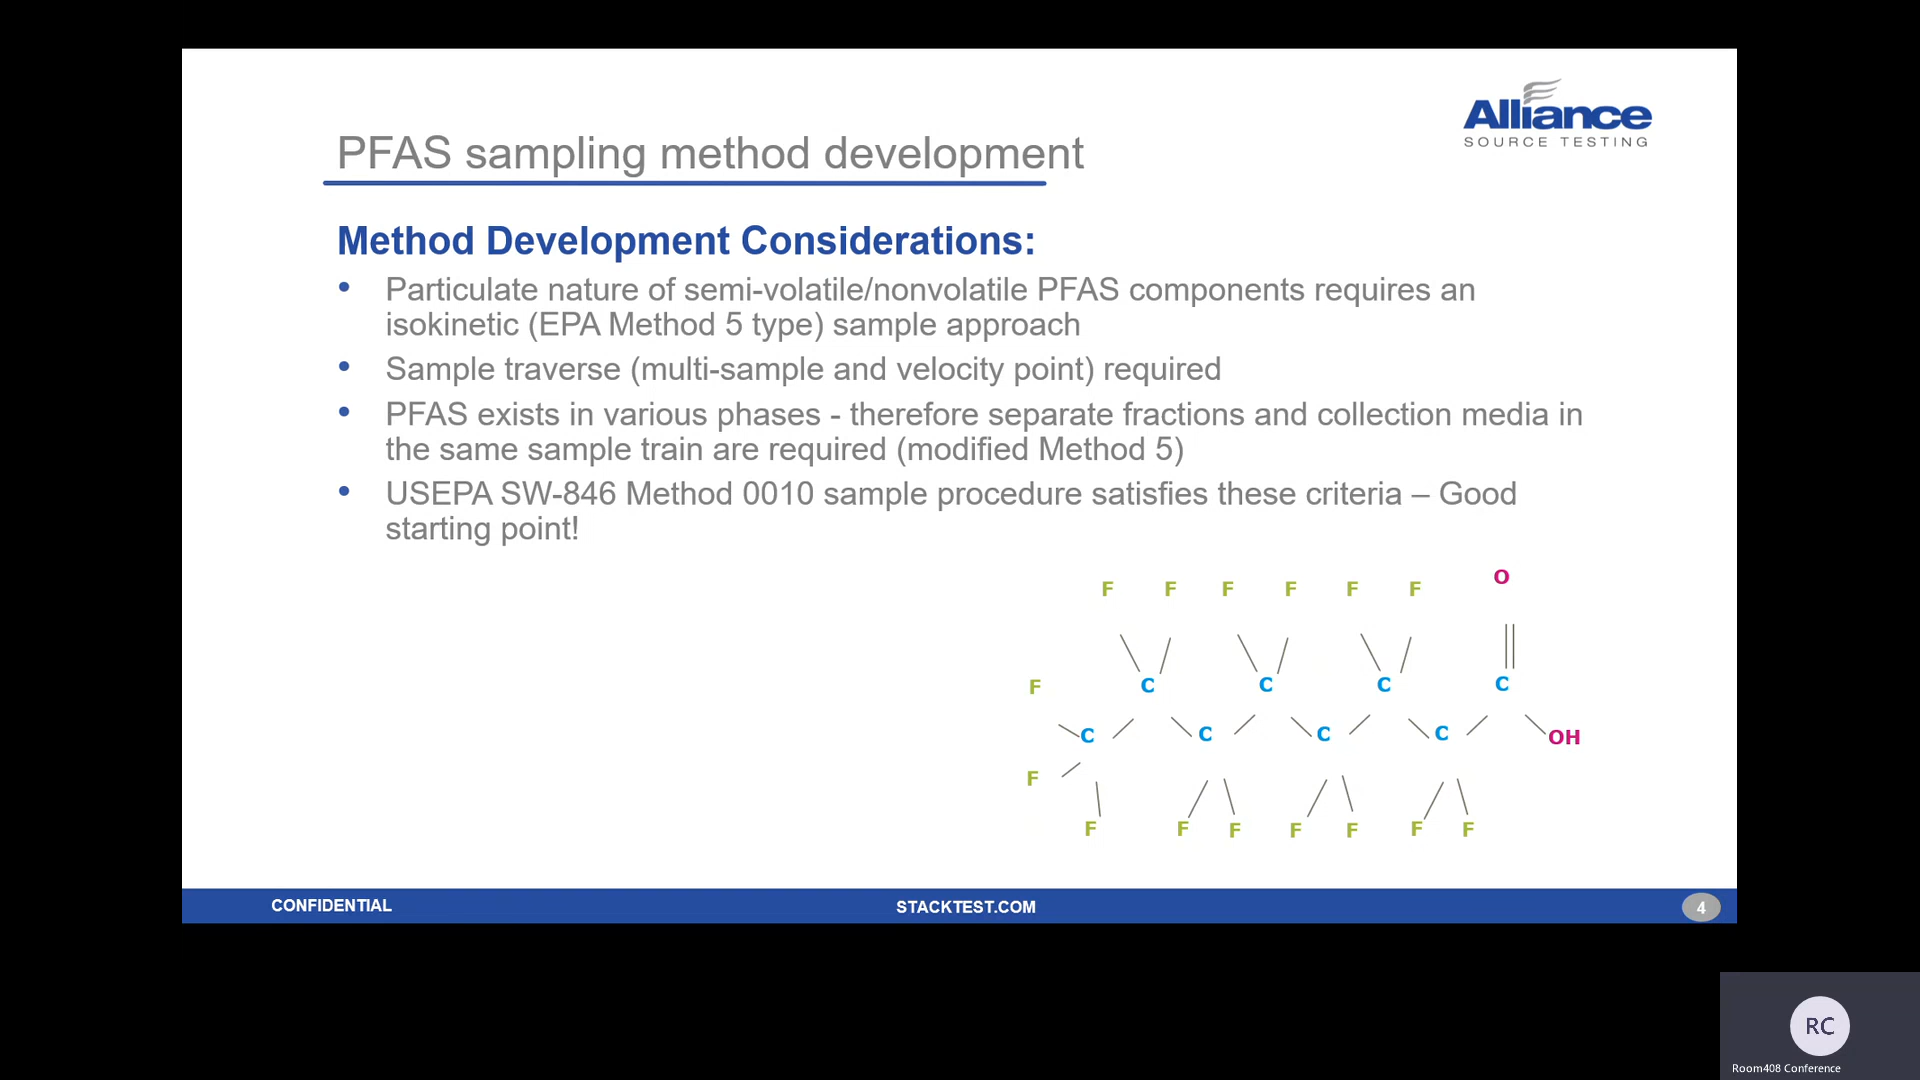 Alliance
SOURCE TESTING
PFAS sampling method development
Method Development Considerations:
• Particulate nature of semi-volatile/nonvolatile PFAS components requires an
isokinetic (EPA Method 5 type) sample approach
• Sample traverse (multi-sample and velocity point) required
• PFAS exists in various phases - therefore separate fractions and collection media in
the same sample train are required (modified Method 5)
• USEPA SW-846 Method 0010 sample procedure satisfies these criteria – Good
starting point!
F F F F F F O
F C C C C
C C C C OH
F
F F F F F F F
CONFIDENTIAL STACKTEST.COM 4
RC
Room408 Conference